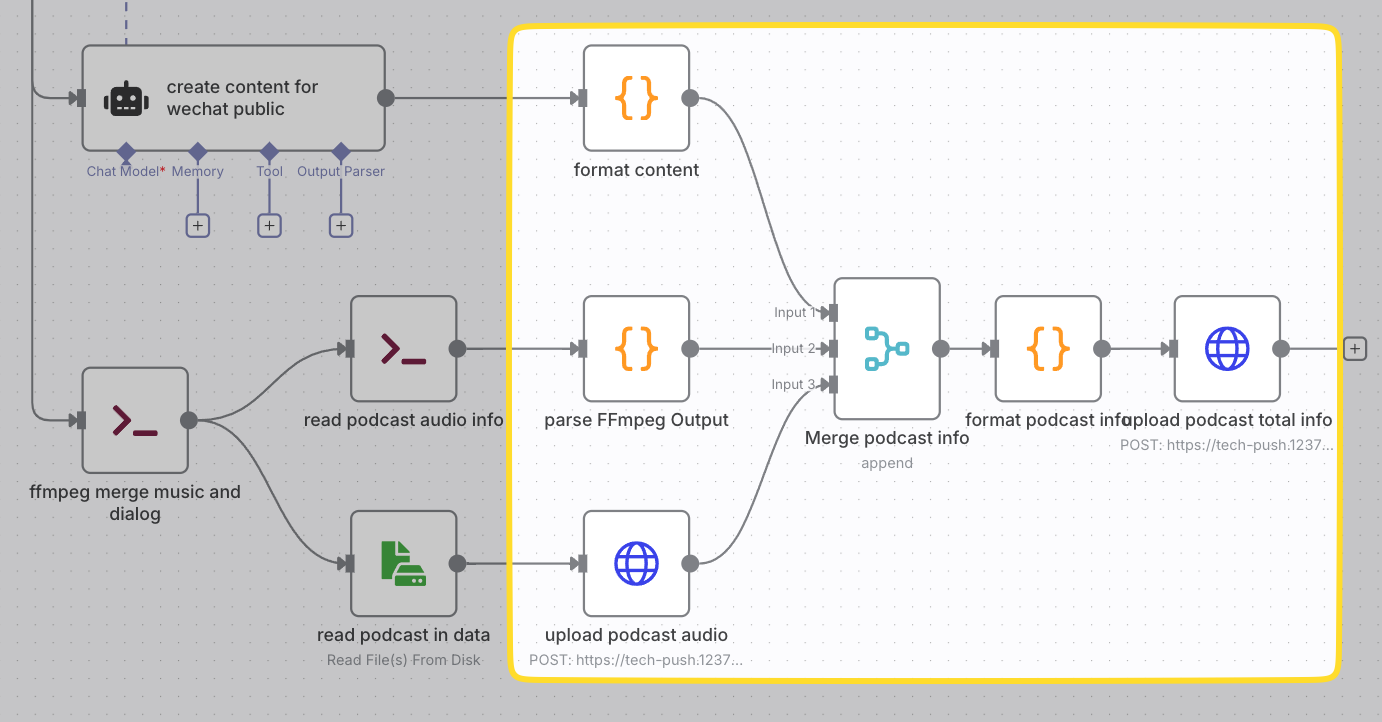 create content for
wechat public
Chat Model*
Memory
Tool
Output Parser
format content
read podcast audio info
parse FFmpeg Output
Input 1
Input 2
Input 3
Merge podcast info
append
format podcast info
upload podcast total info
POST: https://tech-push.1237...
ffmpeg merge music and
dialog
read podcast in data
Read File(s) From Disk
upload podcast audio
POST: https://tech-push.1237...